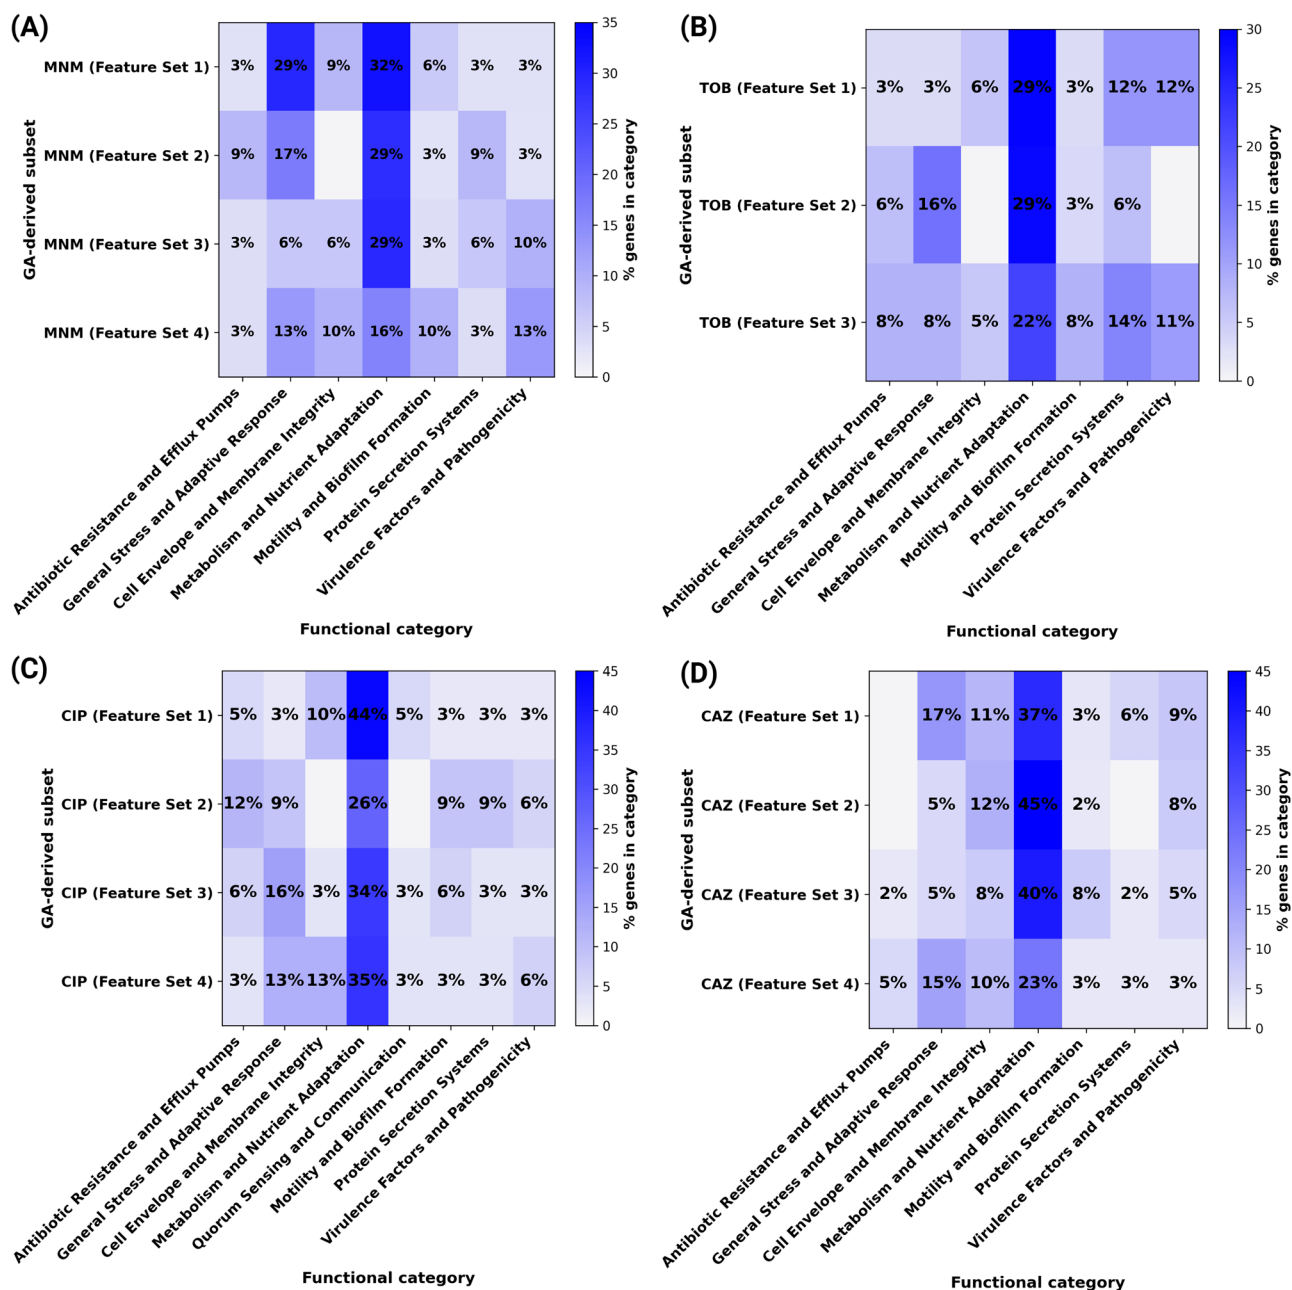 (A)
GA-derived subset
MNM (Feature Set 1) 3% 29% 9% 32% 6% 3% 3%
MNM (Feature Set 2) 9% 17% 29% 3% 9% 3%
MNM (Feature Set 3) 3% 6% 6% 29% 3% 6% 10%
MNM (Feature Set 4) 3% 13% 10% 16% 10% 3% 13%
Antibiotic Resistance and Efflux Pumps
General Stress and Adaptive Response
Cell Envelope and Membrane Integrity
Metabolism and Nutrient Adaptation
Motility and Biofilm Formation
Protein Secretion Systems
Virulence Factors and Pathogenicity
Functional category
35
30
25
20
15
10
5
0
% genes in category
(B)
GA-derived subset
TOB (Feature Set 1) 3% 3% 6% 29% 3% 12% 12%
TOB (Feature Set 2) 6% 16% 29% 3% 6%
TOB (Feature Set 3) 8% 8% 5% 22% 8% 14% 11%
Antibiotic Resistance and Efflux Pumps
General Stress and Adaptive Response
Cell Envelope and Membrane Integrity
Metabolism and Nutrient Adaptation
Motility and Biofilm Formation
Protein Secretion Systems
Virulence Factors and Pathogenicity
Functional category
30
25
20
15
10
5
0
% genes in category
(C)
GA-derived subset
CIP (Feature Set 1) 5% 3% 10% 44% 5% 3% 3% 3%
CIP (Feature Set 2) 12% 9% 26% 9% 9% 6%
CIP (Feature Set 3) 6% 16% 3% 34% 3% 6% 3% 3%
CIP (Feature Set 4) 3% 13% 13% 35% 3% 3% 3% 6%
Antibiotic Resistance and Efflux Pumps
General Stress and Adaptive Response
Cell Envelope and Membrane Integrity
Metabolism and Nutrient Adaptation
Quorum Sensing and Communication
Motility and Biofilm Formation
Protein Secretion Systems
Virulence Factors and Pathogenicity
Functional category
45
40
35
30
25
20
15
10
5
0
% genes in category
(D)
GA-derived subset
CAZ (Feature Set 1) 17% 11% 37% 3% 6% 9%
CAZ (Feature Set 2) 5% 12% 45% 2% 8%
CAZ (Feature Set 3) 2% 5% 8% 40% 8% 2% 5%
CAZ (Feature Set 4) 5% 15% 10% 23% 3% 3% 3%
Antibiotic Resistance and Efflux Pumps
General Stress and Adaptive Response
Cell Envelope and Membrane Integrity
Metabolism and Nutrient Adaptation
Motility and Biofilm Formation
Protein Secretion Systems
Virulence Factors and Pathogenicity
Functional category
45
40
35
30
25
20
15
10
5
0
% genes in category